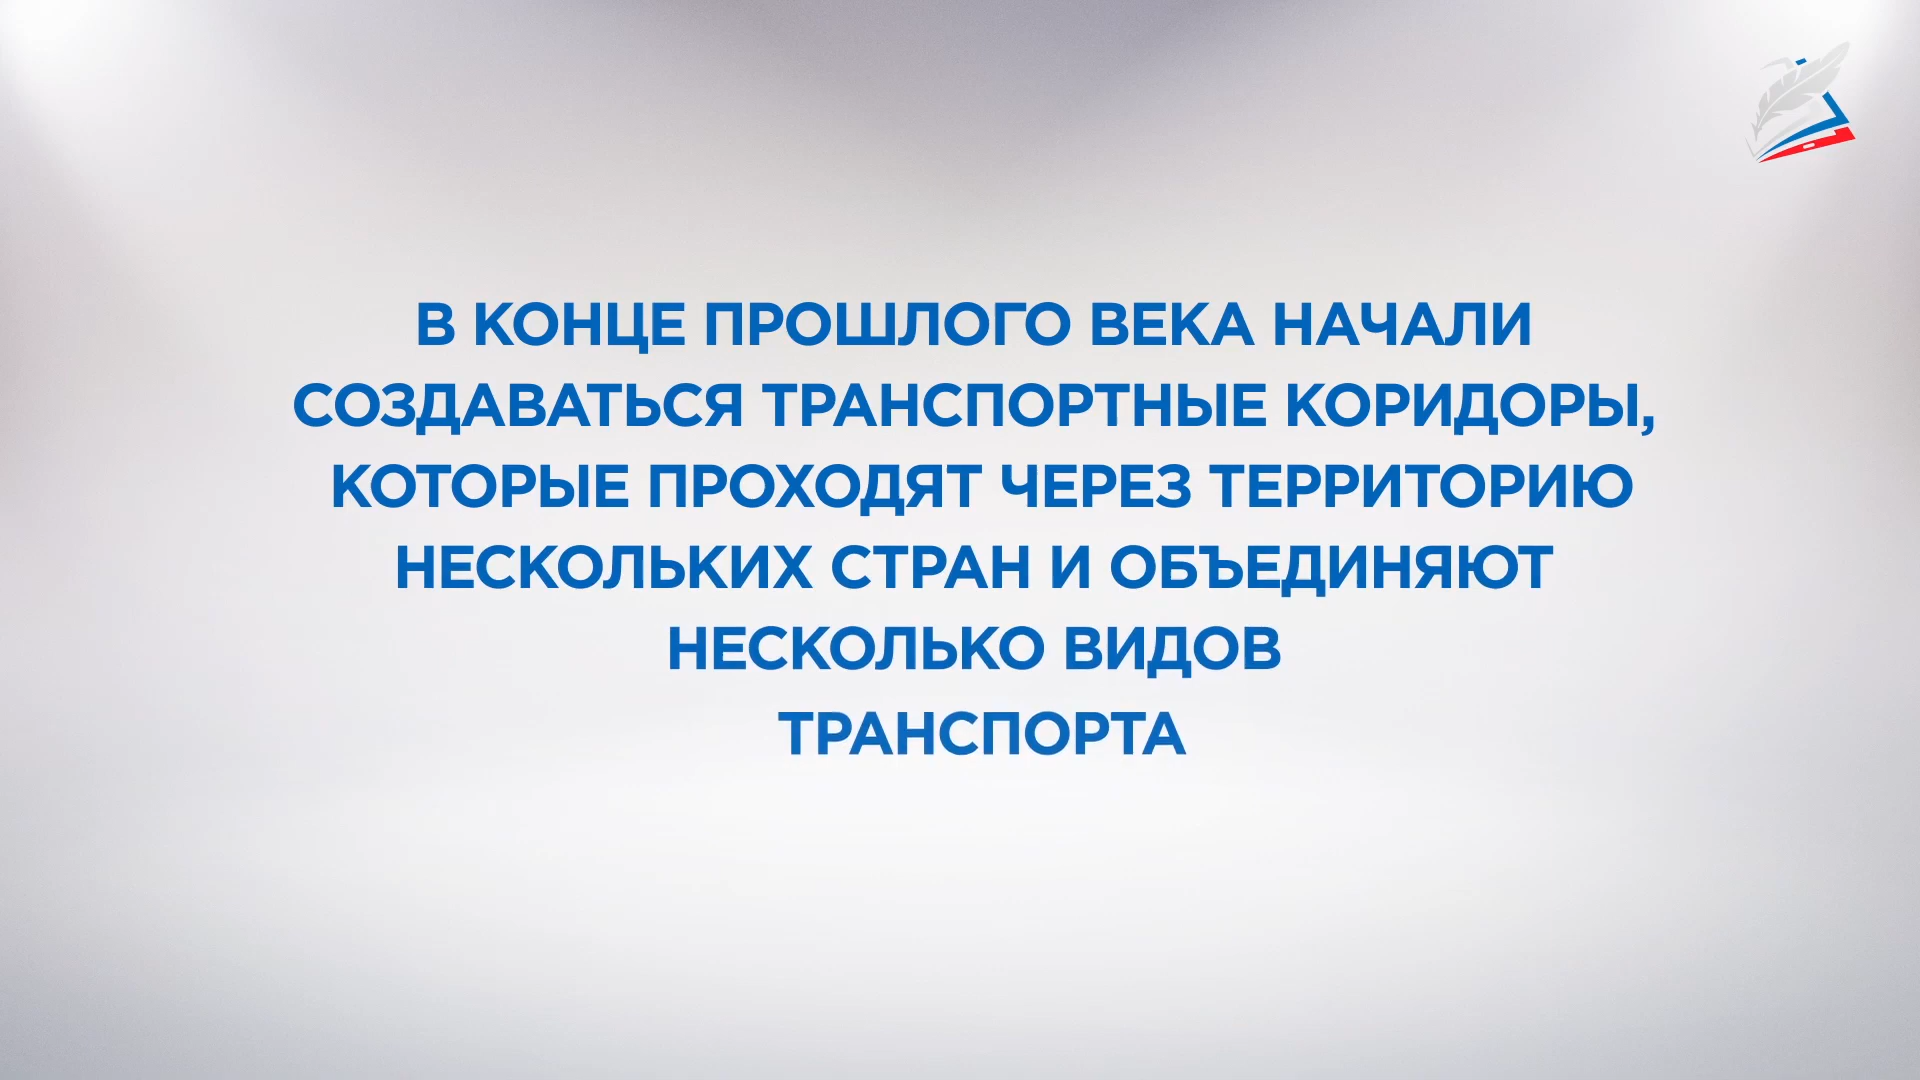 В КОНЦЕ ПРОШЛОГО ВЕКА НАЧАЛИ
СОЗДАВАТЬСЯ ТРАНСПОРТНЫЕ КОРИДОРЫ,
КОТОРЫЕ ПРОХОДЯТ ЧЕРЕЗ ТЕРРИТОРИЮ
НЕСКОЛЬКИХ СТРАН И ОБЪЕДИНЯЮТ
НЕСКОЛЬКО ВИДОВ
ТРАНСПОРТА